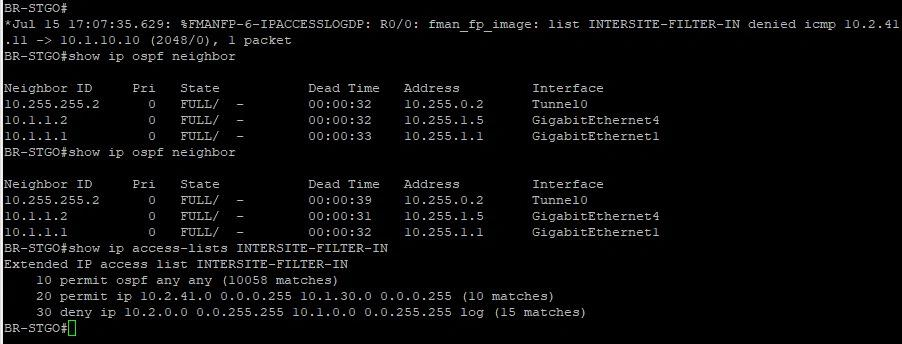 BR-STGO#
*Jul 15 17:07:35.629: %FMANFP-6-IPACCESSLOGDP: R0/0: fman_fp_image: list INTERSITE-FILTER-IN denied icmp 10.2.41
.11 -> 10.1.10.10 (2048/0), 1 packet
BR-STGO#show ip ospf neighbor
Neighbor ID     Pri   State           Dead Time   Address         Interface
10.255.255.2      0   FULL/  -        00:00:32    10.255.0.2      Tunnel0
10.1.1.2          0   FULL/  -        00:00:32    10.255.1.5      GigabitEthernet4
10.1.1.1          0   FULL/  -        00:00:33    10.255.1.1      GigabitEthernet1
BR-STGO#show ip ospf neighbor
Neighbor ID     Pri   State           Dead Time   Address         Interface
10.255.255.2      0   FULL/  -        00:00:39    10.255.0.2      Tunnel0
10.1.1.2          0   FULL/  -        00:00:31    10.255.1.5      GigabitEthernet4
10.1.1.1          0   FULL/  -        00:00:32    10.255.1.1      GigabitEthernet1
BR-STGO#show ip access-lists INTERSITE-FILTER-IN
Extended IP access list INTERSITE-FILTER-IN
    10 permit ospf any any (10058 matches)
    20 permit ip 10.2.41.0 0.0.0.255 10.1.30.0 0.0.0.255 (10 matches)
    30 deny ip 10.2.0.0 0.0.255.255 10.1.0.0 0.0.255.255 log (15 matches)
BR-STGO#